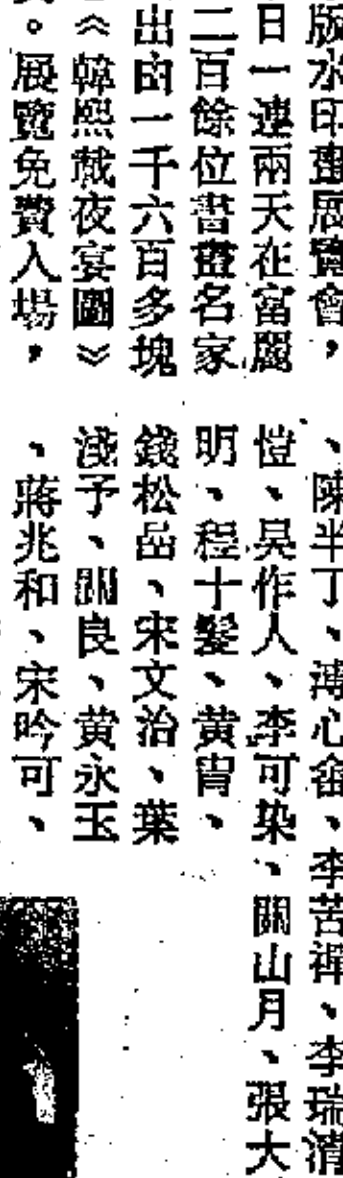 版水印畫展覽會，
日一連兩天在富麗
二百餘位書畫名家
出由一千六百多塊
《韓熙戴夜宴圖》
。展覽免費入場，
、陳半丁、溥心畬、李苦禪、李瑞清
愷、吳作人、李可染、關山月、張大
明、程十髮、黃冑、
錢松喦、宋文治、葉
淺予、關良、黃永玉
、蔣兆和、宋吟可、